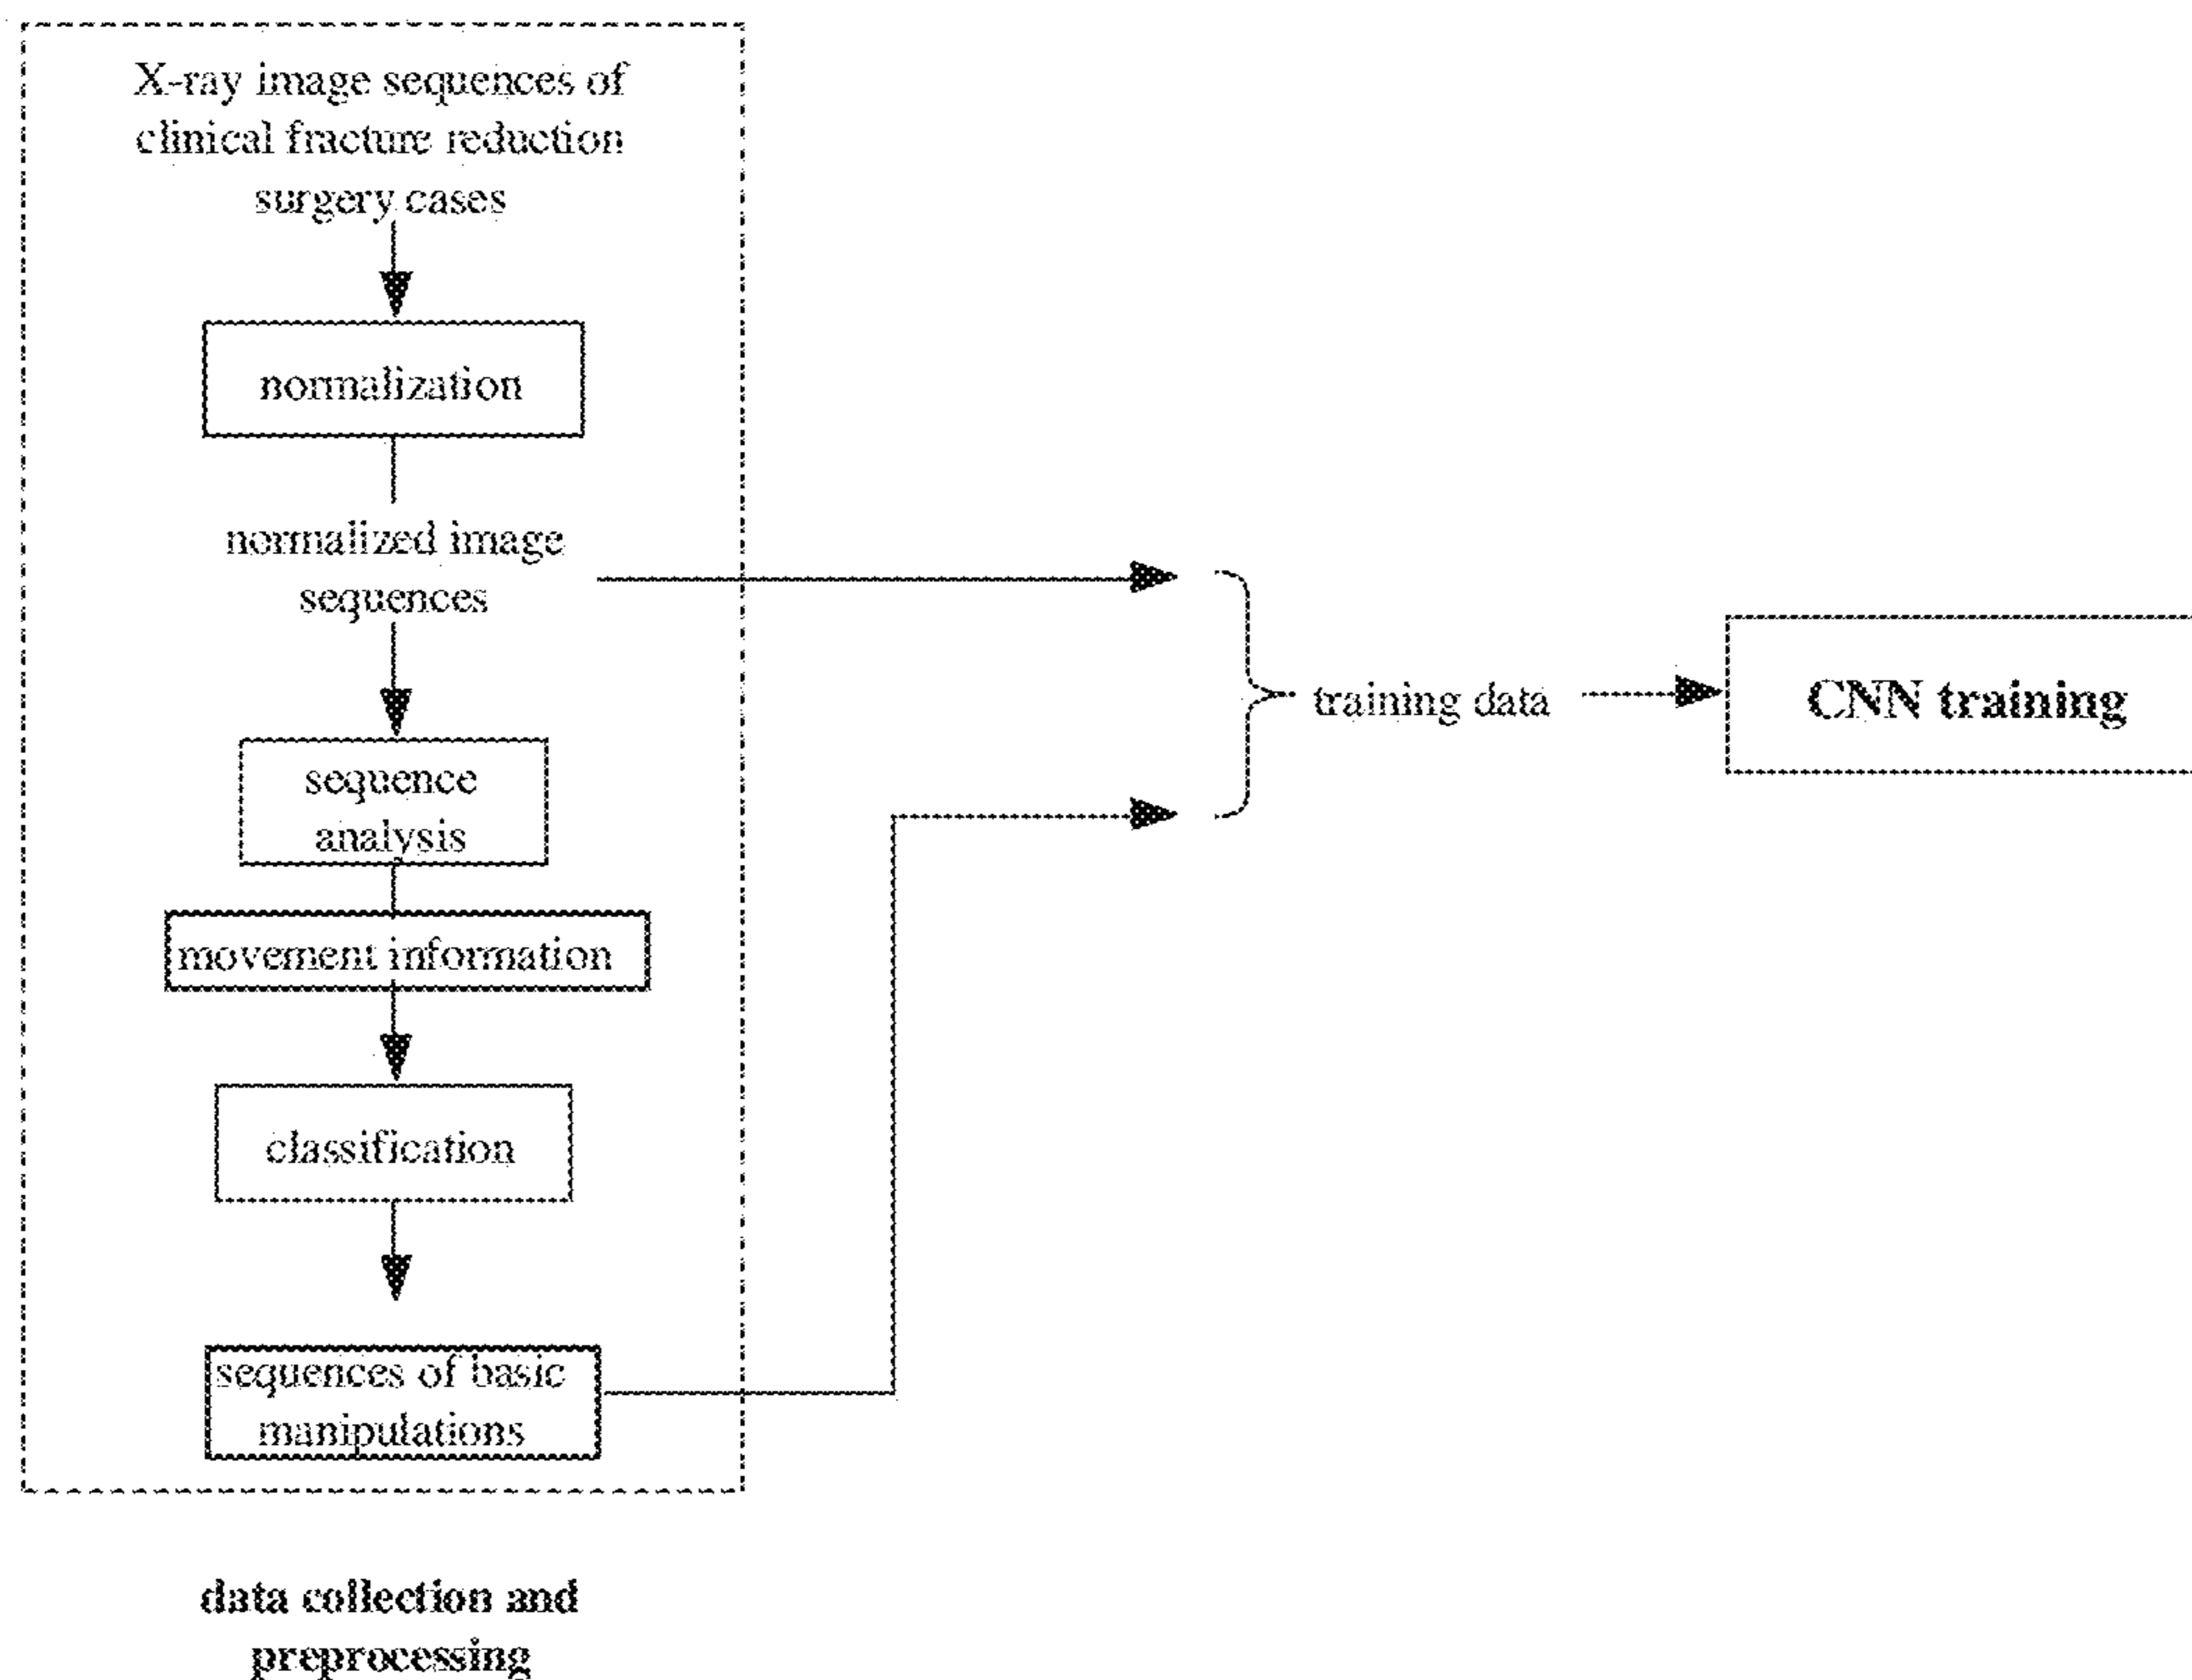 X-ray image sequences of
clinical fracture reduction
surgery cases
normalization
normalized image
sequences
sequence
analysis
movement information
classification
sequences of basic
manipulations
data collection and
preprocessing
training data
CNN training